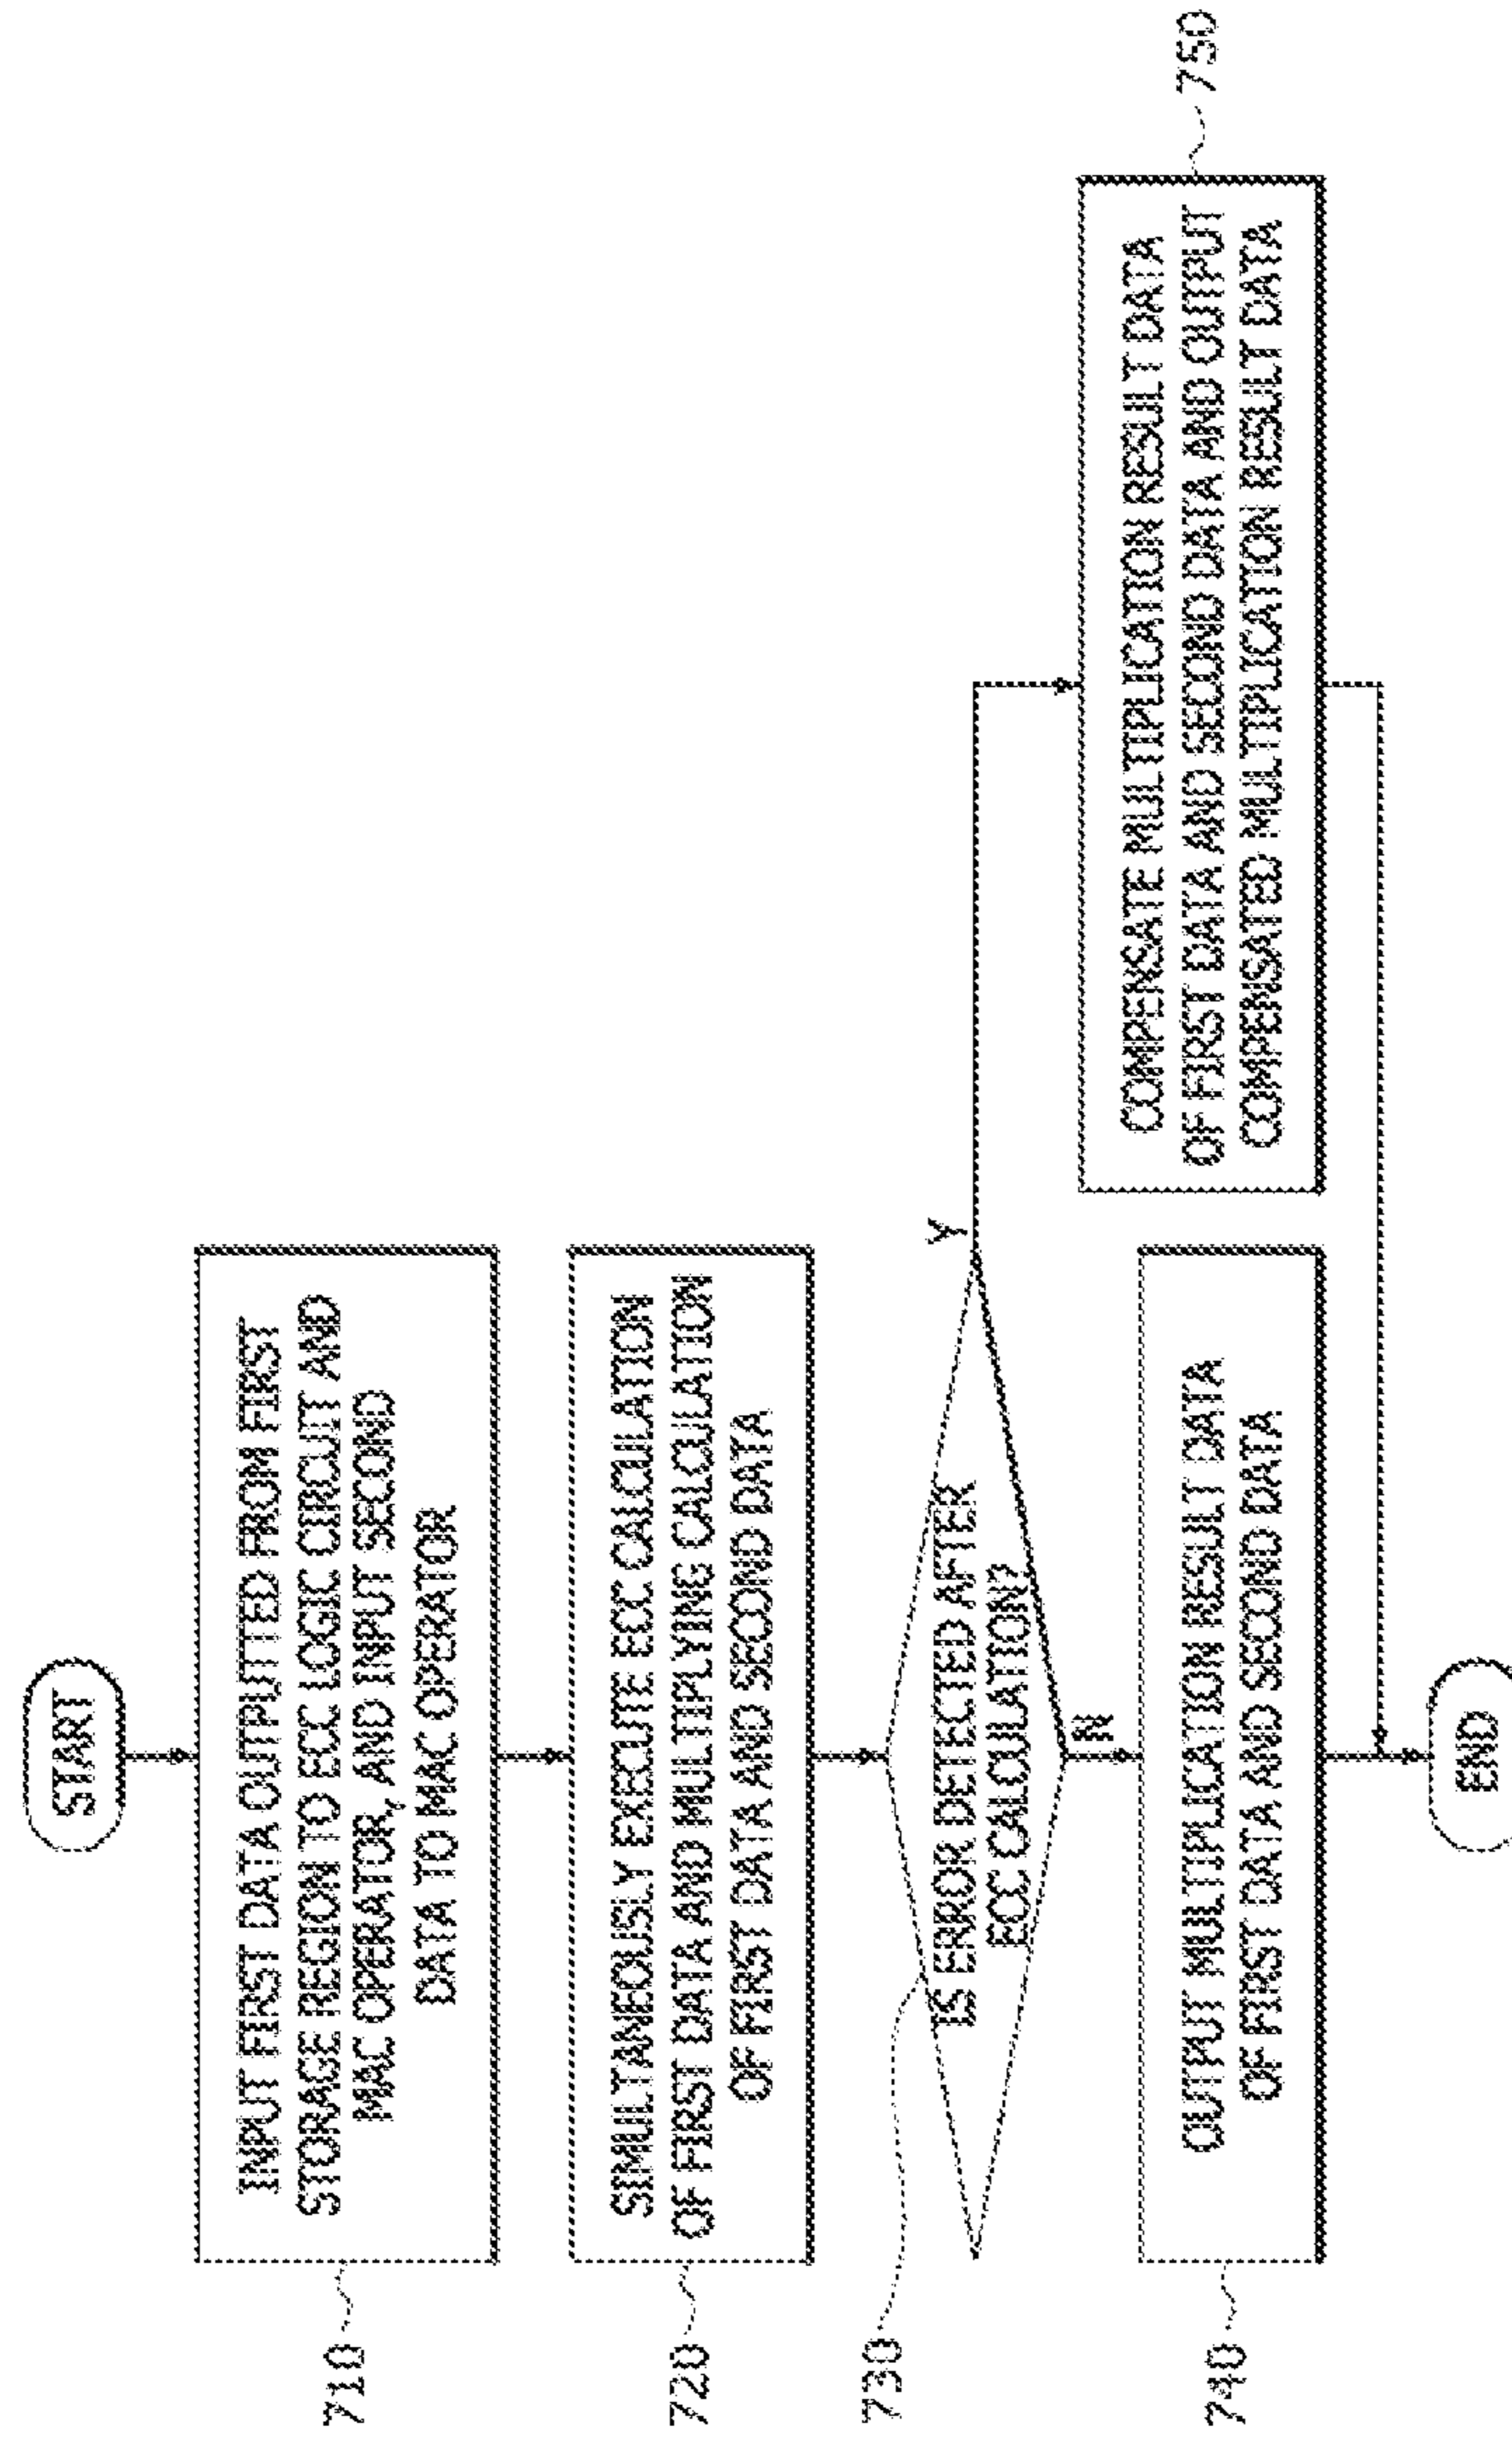 START
INPUT FIRST DATA OUTPUTTED FROM FIRST
STORAGE REGION TO ECC LOGIC CIRCUIT AND
MAC OPERATOR, AND INPUT SECOND
DATA TO MAC OPERATOR
710
SIMULTANEOUSLY EXECUTE ECC CALCULATION
OF FIRST DATA AND MULTIPLYING CALCULATION
OF FIRST DATA AND SECOND DATA
720
730
IS ERROR DETECTED AFTER
ECC CALCULATION?
Y
N
OUTPUT MULTIPLICATION RESULT DATA
OF FIRST DATA AND SECOND DATA
740
COMPENSATE MULTIPLICATION RESULT DATA
OF FIRST DATA AND SECOND DATA AND OUTPUT
COMPENSATED MULTIPLICATION RESULT DATA
750
END